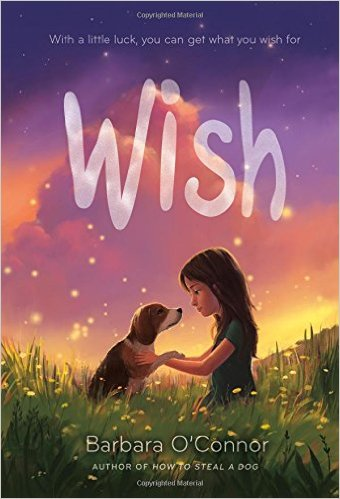 Copyrighted Material
With a little luck, you can get what you wish for
Wish
Barbara O'Connor
AUTHOR OF HOW TO STEAL A DOG
Copyrighted Material